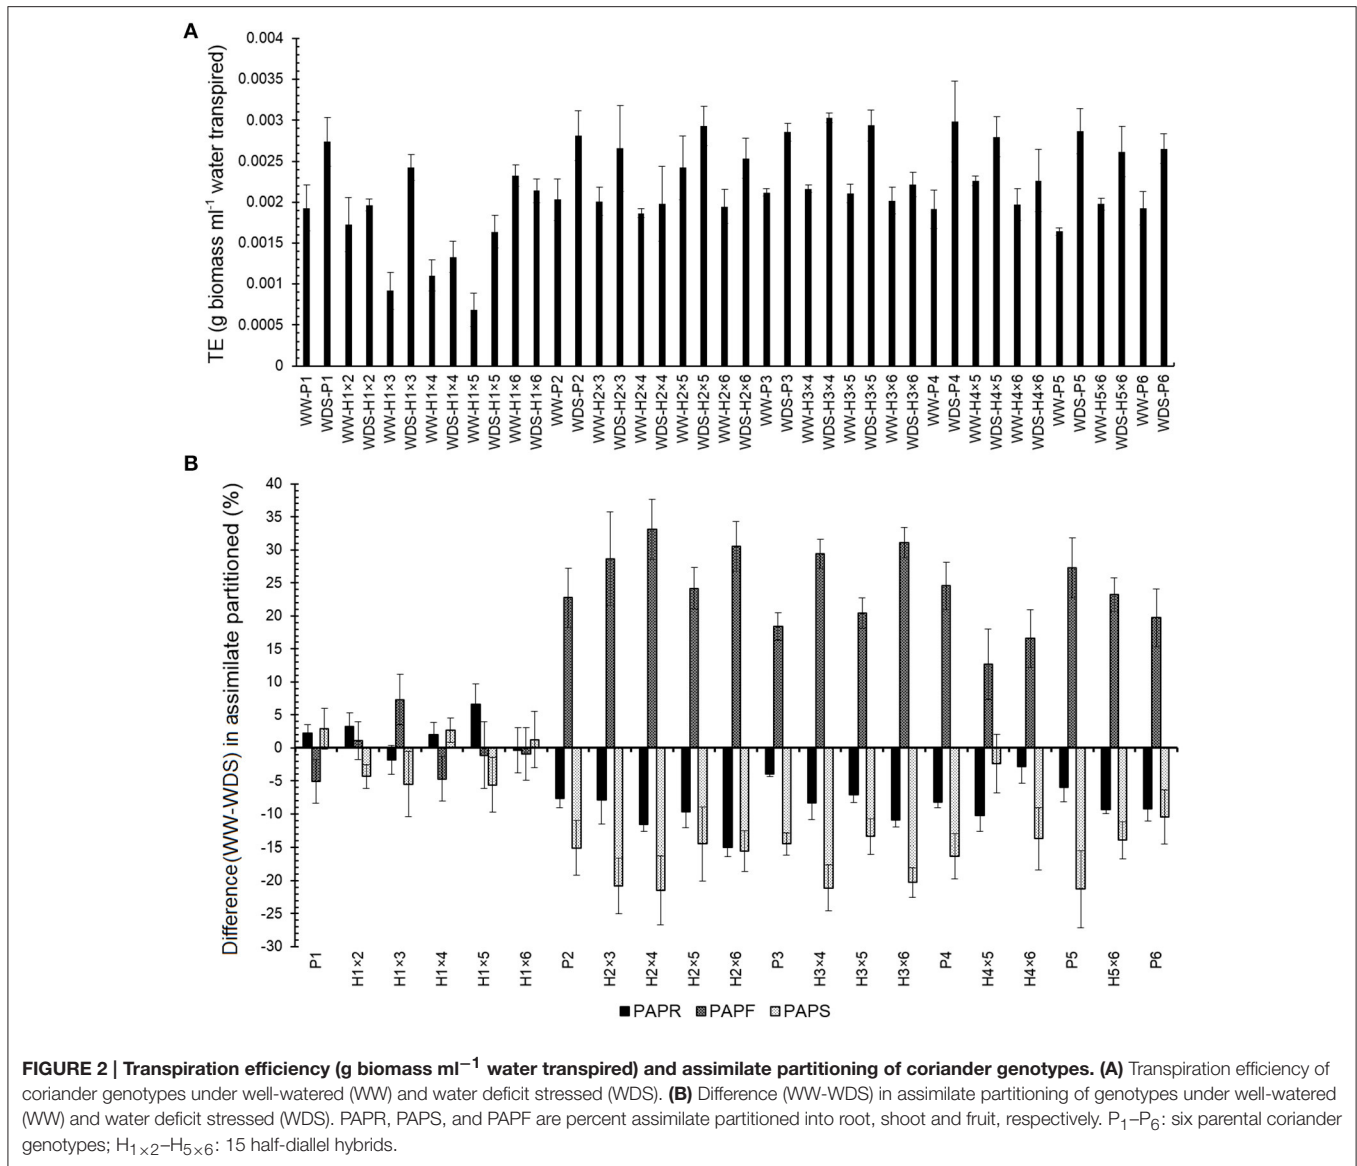 A
TE (g biomass ml-1 water transpired)
0.004
0.0035
0.003
0.0025
0.002
0.0015
0.001
0.0005
0
WW-P1
WDS-P1
WW-H1×2
WDS-H1×2
WW-H1×3
WDS-H1×3
WW-H1×4
WDS-H1×4
WW-H1×5
WDS-H1×5
WW-H1×6
WDS-H1×6
WW-P2
WDS-P2
WW-H2×3
WDS-H2×3
WW-H2×4
WDS-H2×4
WW-H2×5
WDS-H2×5
WW-H2×6
WDS-H2×6
WW-P3
WDS-P3
WW-H3×4
WDS-H3×4
WW-H3×5
WDS-H3×5
WW-H3×6
WDS-H3×6
WW-P4
WDS-P4
WW-H4×5
WDS-H4×5
WW-H4×6
WDS-H4×6
WW-P5
WDS-P5
WW-H5×6
WDS-H5×6
WW-P6
WDS-P6
B
Difference(WW-WDS) in assimilate partitioned (%)
40
35
30
25
20
15
10
5
0
-5
-10
-15
-20
-25
-30
P1
H1×2
H1×3
H1×4
H1×5
H1×6
P2
H2×3
H2×4
H2×5
H2×6
P3
H3×4
H3×5
H3×6
P4
H4×5
H4×6
P5
H5×6
P6
PAPR PAPF PAPS
FIGURE 2 | Transpiration efficiency (g biomass ml−1 water transpired) and assimilate partitioning of coriander genotypes. (A) Transpiration efficiency of
coriander genotypes under well-watered (WW) and water deficit stressed (WDS). (B) Difference (WW-WDS) in assimilate partitioning of genotypes under well-watered
(WW) and water deficit stressed (WDS). PAPR, PAPS, and PAPF are percent assimilate partitioned into root, shoot and fruit, respectively. P1–P6: six parental coriander
genotypes; H1×2–H5×6: 15 half-diallel hybrids.